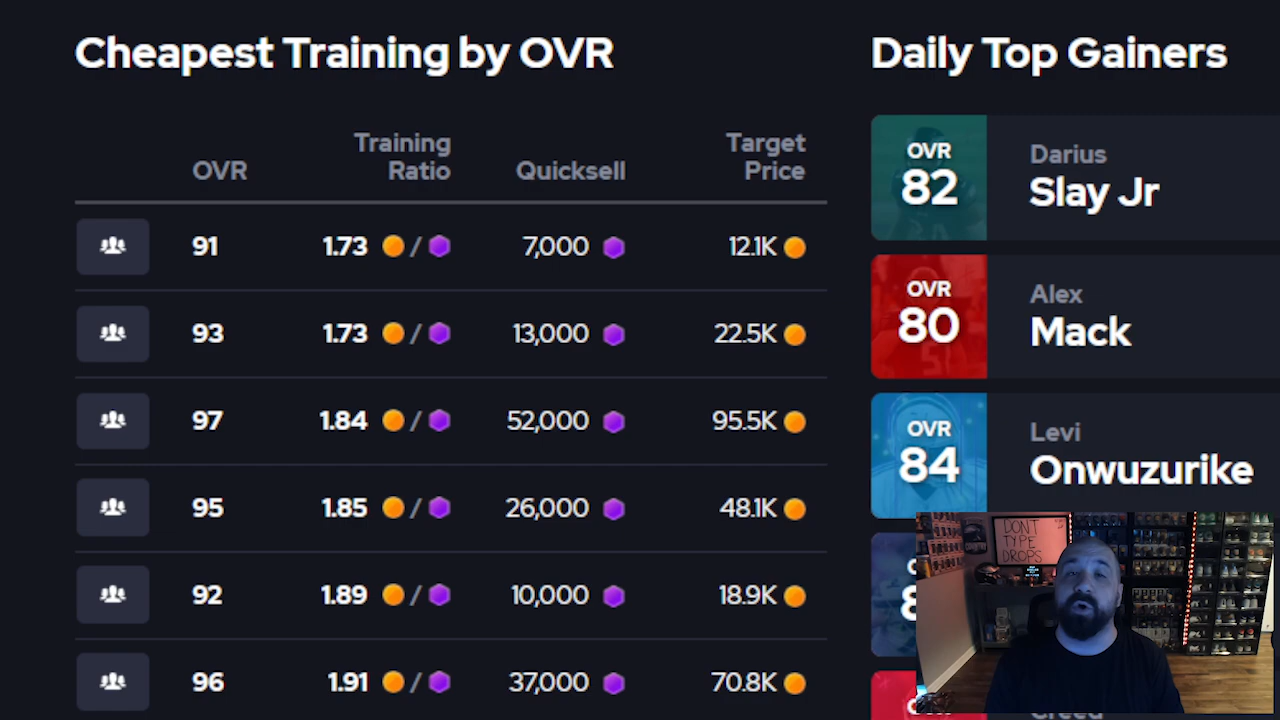 Cheapest Training by OVR
OVR Training Ratio Quicksell Target Price
91 1.73 / 7,000 12.1K
93 1.73 / 13,000 22.5K
97 1.84 / 52,000 95.5K
95 1.85 / 26,000 48.1K
92 1.89 / 10,000 18.9K
96 1.91 / 37,000 70.8K
Daily Top Gainers
OVR
82
Darius
Slay Jr
OVR
80
Alex
Mack
OVR
84
Levi
Onwuzurike
DON'T
TYPE
DROPS